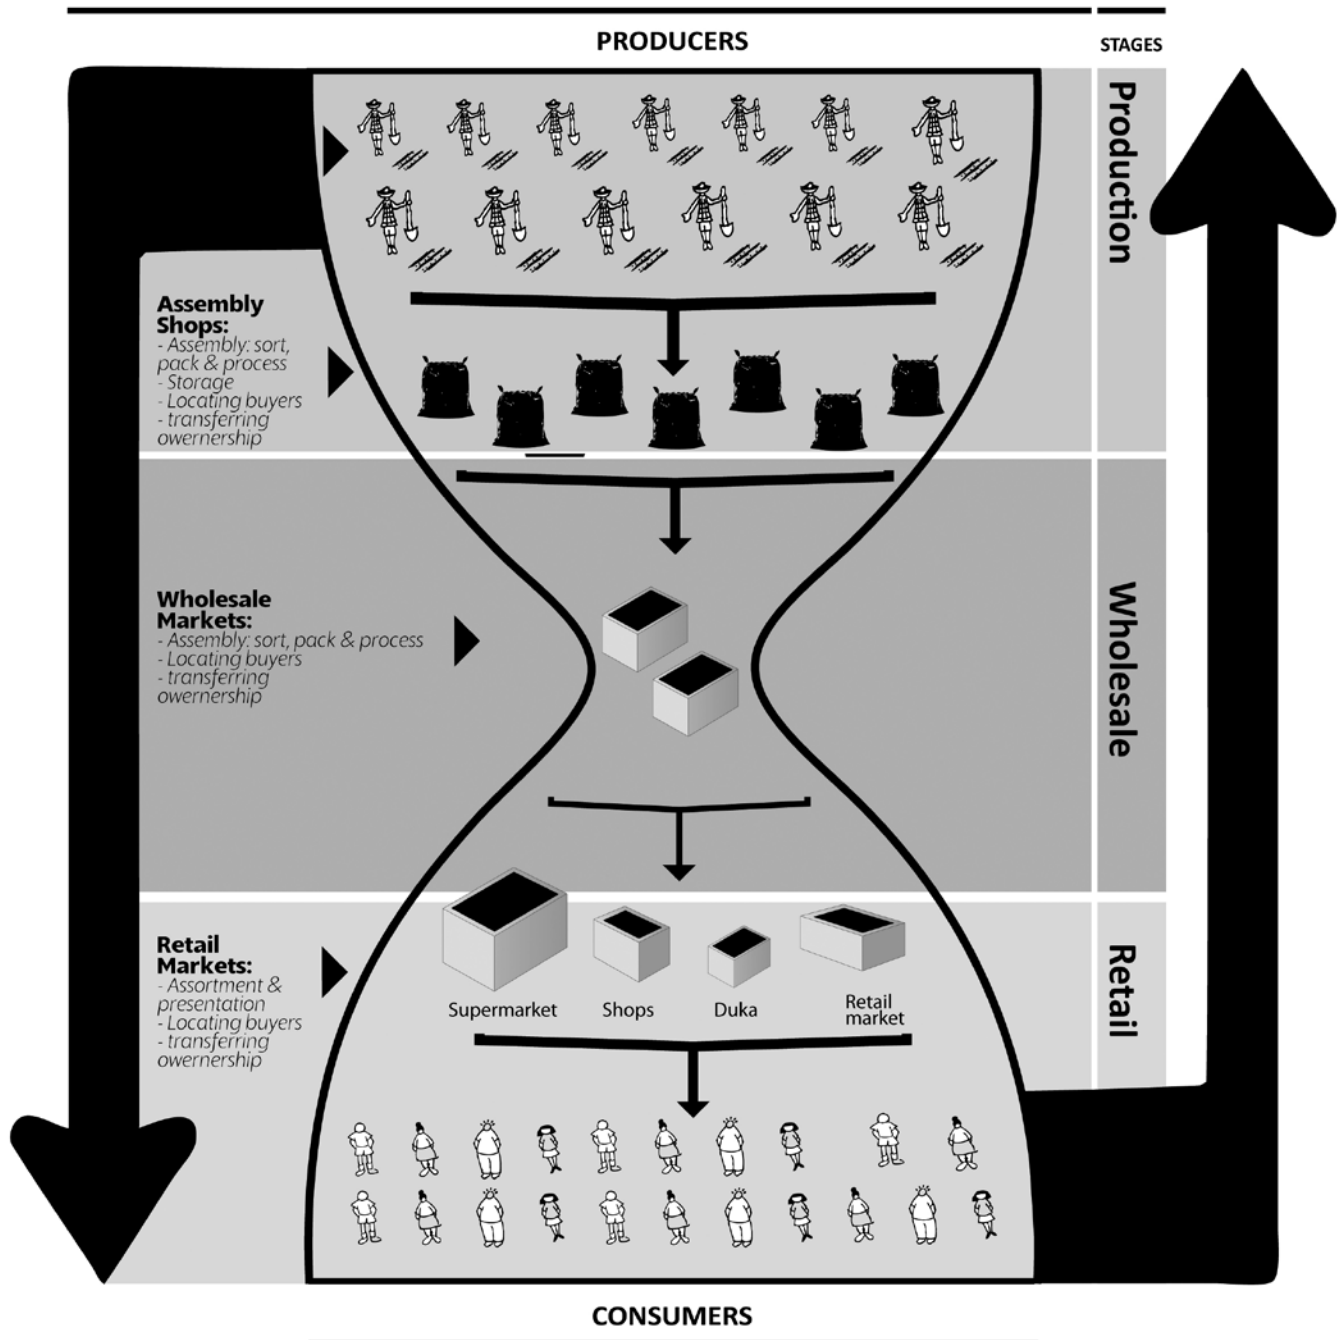 PRODUCERS
STAGES
Production
Assembly
Shops:
- Assembly: sort,
pack & process
- Storage
- Locating buyers
- transferring
owernership
Wholesale
Wholesale
Markets:
- Assembly: sort, pack & process
- Locating buyers
- transferring
owernership
Retail
Retail
Markets:
- Assortment &
presentation
- Locating buyers
- transferring
owernership
Supermarket
Shops
Duka
Retail
market
CONSUMERS